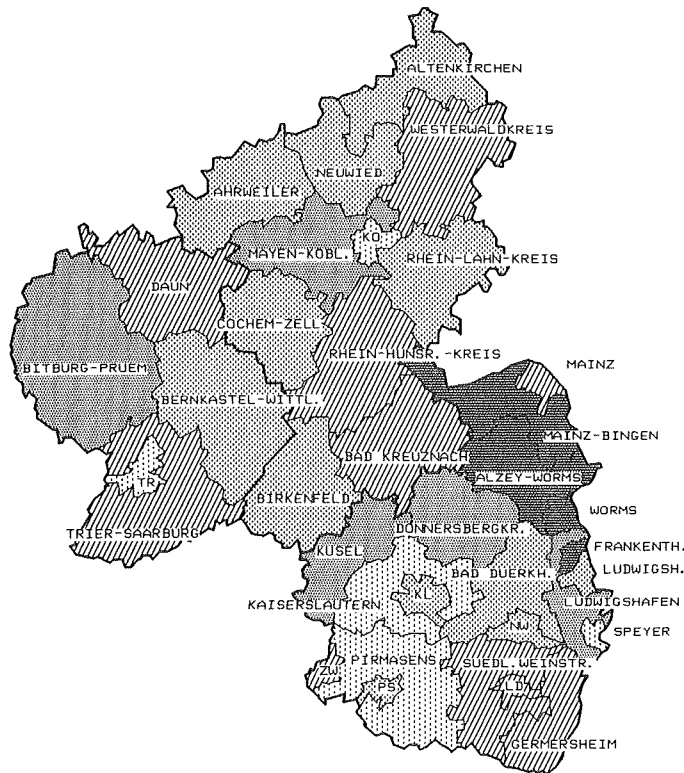 ALTENKIRCHEN
WESTERWALDKREIS
NEUWIED
AHRWEILER
KO
MAYEN-KOBL.
RHEIN-LAHN-KREIS
DAUN
COCHEM-ZELL
RHEIN-HUNSR.-KREIS
MAINZ
BITBURG-PRUEM
BERNKASTEL-WITTL.
MAINZ-BINGEN
BAD KREUZNACH
ALZEY-WORMS
TR
BIRKENFELD
WORMS
TRIER-SAARBURG
DONNERSBERGKR.
KUSEL
FRANKENTH.
BAD DUERKH.
LUDWIGSH.
KL
KAISERSLAUTERN
LUDWIGSHAFEN
NW
SPEYER
PIRMASENS
SUEDL.WEINSTR.
ZW
PS
LD
GERMERSHEIM